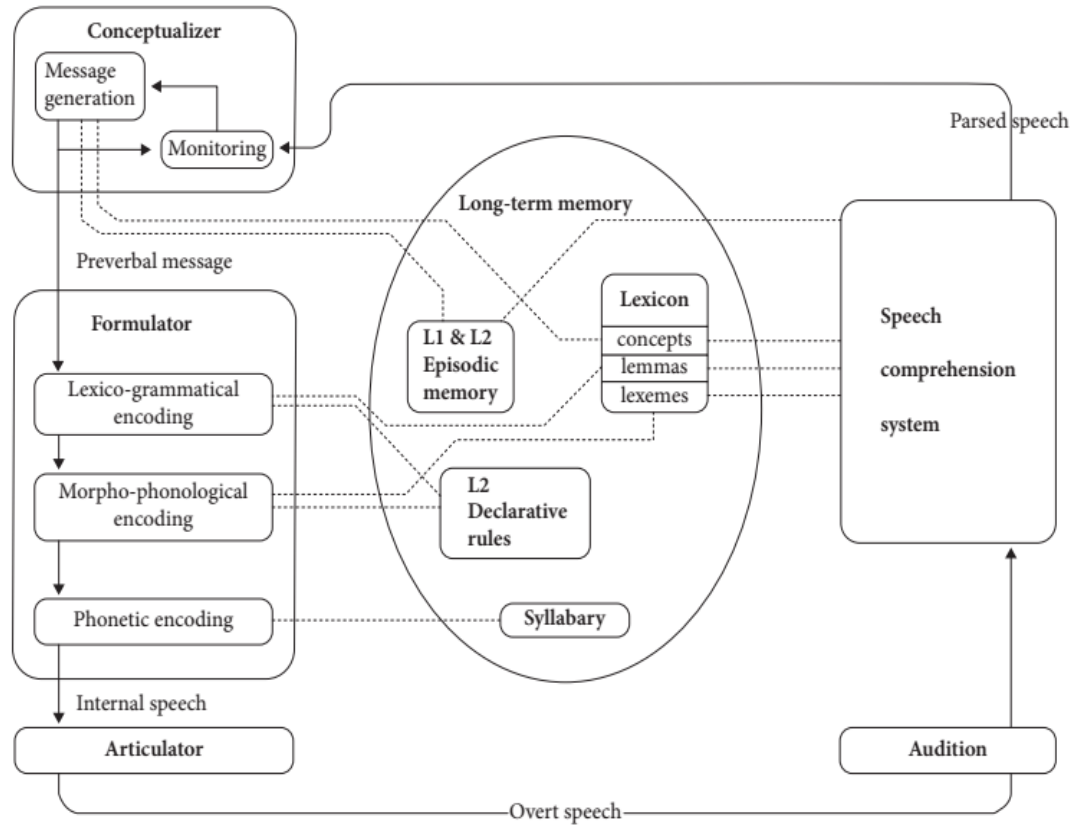 Conceptualizer
Message
generation
Monitoring
Parsed speech
Long-term memory
Preverbal message
Formulator
Lexico-grammatical
encoding
Morpho-phonological
encoding
Phonetic encoding
L1 & L2
Episodic
memory
Lexicon
concepts
lemmas
lexemes
L2
Declarative
rules
Syllabary
Speech
comprehension
system
Internal speech
Articulator
Audition
Overt speech